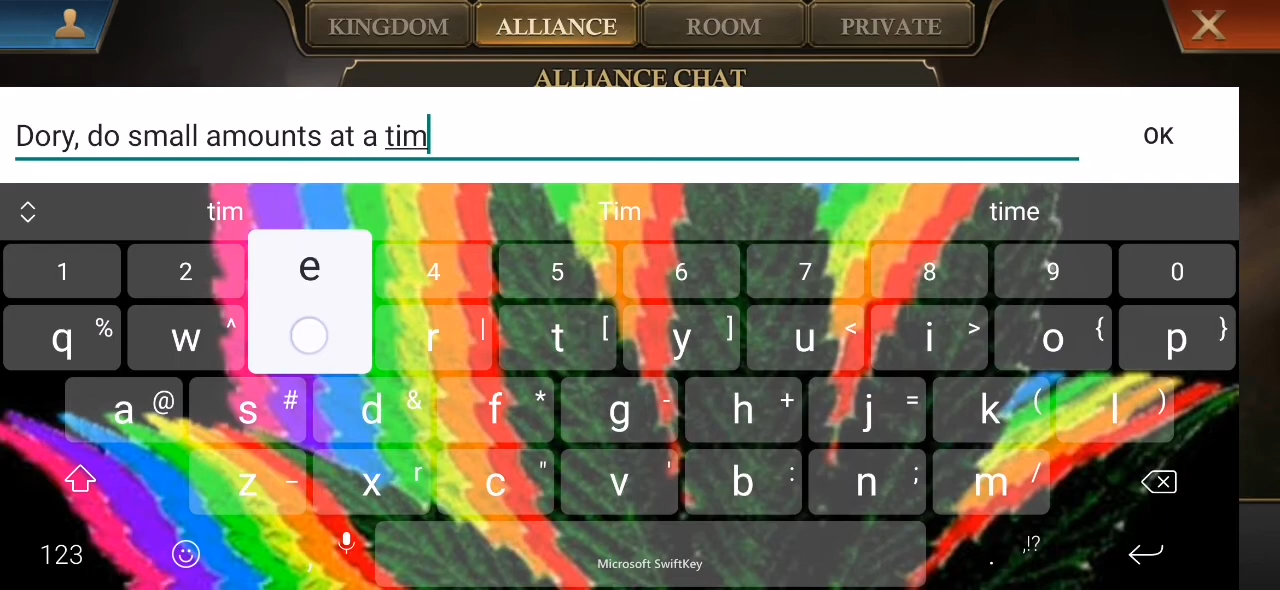 KINGDOM ALLIANCE ROOM PRIVATE X
ALLIANCE CHAT
Dory, do small amounts at a tim OK
tim Tim time
1 2 e 4 5 6 7 8 9 0
q % w ^ r | t [ y ] u < i > o { p }
a @ s # d & f * g - h + j = k ( l )
z _ x r c " v ' b : n ; m /
123 , Microsoft SwiftKey . ,!?